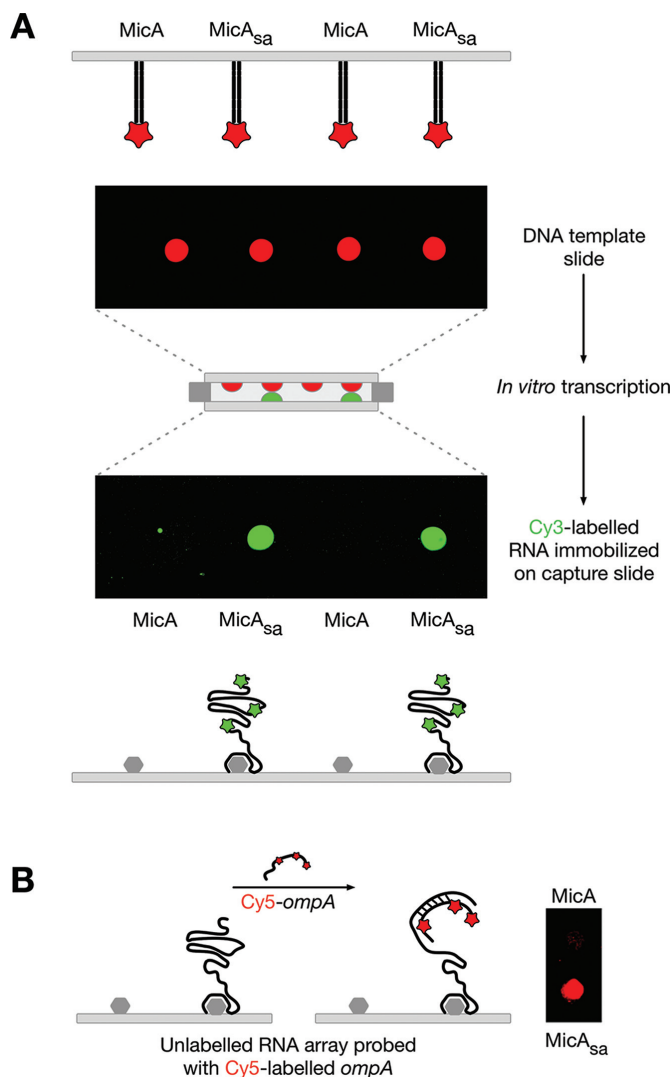 A
MicA MicAsa MicA MicAsa
DNA template
slide
In vitro transcription
Cy3-labelled
RNA immobilized
on capture slide
MicA MicAsa MicA MicAsa
B
Cy5-ompA
MicA
MicAsa
Unlabelled RNA array probed
with Cy5-labelled ompA